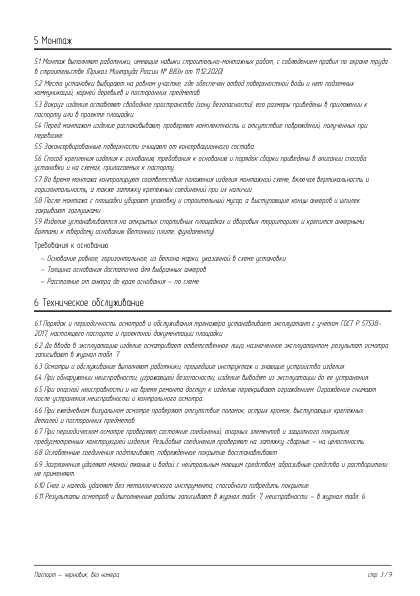 5 Монтаж
5.1 Монтаж выполняют работники, имеющие навыки строительно-монтажных работ, с соблюдением правил по охране труда
в строительстве (Приказ Минтруда России № 883н от 11.12.2020).
5.2 Место установки выбирают на ровном участке, где обеспечен отвод поверхностной воды и нет подземных
коммуникаций, корней деревьев и посторонних предметов.
5.3 Вокруг изделия оставляют свободное пространство (зону безопасности); его размеры приведены в приложении к
паспорту или в проекте площадки.
5.4 Перед монтажом изделие распаковывают, проверяют комплектность и отсутствие повреждений, полученных при
перевозке.
5.5 Законсервированные поверхности очищают от консервационного состава.
5.6 Способ крепления изделия к основанию, требования к основанию и порядок сборки приведены в описании способа
установки и на схемах, прилагаемых к паспорту.
5.7 Во время монтажа контролируют соответствие положения изделия монтажной схеме, включая вертикальность и
горизонтальность, а также затяжку крепежных соединений при их наличии.
5.8 После монтажа с площадки убирают упаковку и строительный мусор, а выступающие концы анкеров и шпилек
закрывают заглушками.
5.9 Изделие устанавливается на открытых спортивных площадках и дворовых территориях и крепится анкерными
болтами к твёрдому основанию (бетонной плите, фундаменту).
Требования к основанию:
– Основание ровное, горизонтальное, из бетона марки, указанной в схеме установки
– Толщина основания достаточна для выбранных анкеров
– Расстояние от анкера до края основания – по схеме
6 Техническое обслуживание
6.1 Порядок и периодичность осмотров и обслуживания тренажера устанавливает эксплуатант с учетом ГОСТ Р 57538-
2017, настоящего паспорта и проектной документации площадки.
6.2 До ввода в эксплуатацию изделие осматривает ответственное лицо, назначенное эксплуатантом; результат осмотра
записывают в журнал табл. 7.
6.3 Осмотры и обслуживание выполняют работники, прошедшие инструктаж и знающие устройство изделия.
6.4 При обнаружении неисправности, угрожающей безопасности, изделие выводят из эксплуатации до её устранения.
6.5 При опасной неисправности и на время ремонта доступ к изделию перекрывают ограждением. Ограждение снимают
после устранения неисправности и контрольного осмотра.
6.6 При ежедневном визуальном осмотре проверяют отсутствие поломок, острых кромок, выступающих крепёжных
деталей и посторонних предметов.
6.7 При периодическом осмотре проверяют состояние соединений, опорных элементов и защитного покрытия,
предусмотренных конструкцией изделия. Резьбовые соединения проверяют на затяжку, сварные – на целостность.
6.8 Ослабленные соединения подтягивают, повреждённое покрытие восстанавливают.
6.9 Загрязнения удаляют мягкой тканью и водой с нейтральным моющим средством; абразивные средства и растворители
не применяют.
6.10 Снег и наледь удаляют без металлического инструмента, способного повредить покрытие.
6.11 Результаты осмотров и выполненные работы записывают в журнал табл. 7, неисправности – в журнал табл. 6.
Паспорт – черновик, без номера
стр. 3 / 9